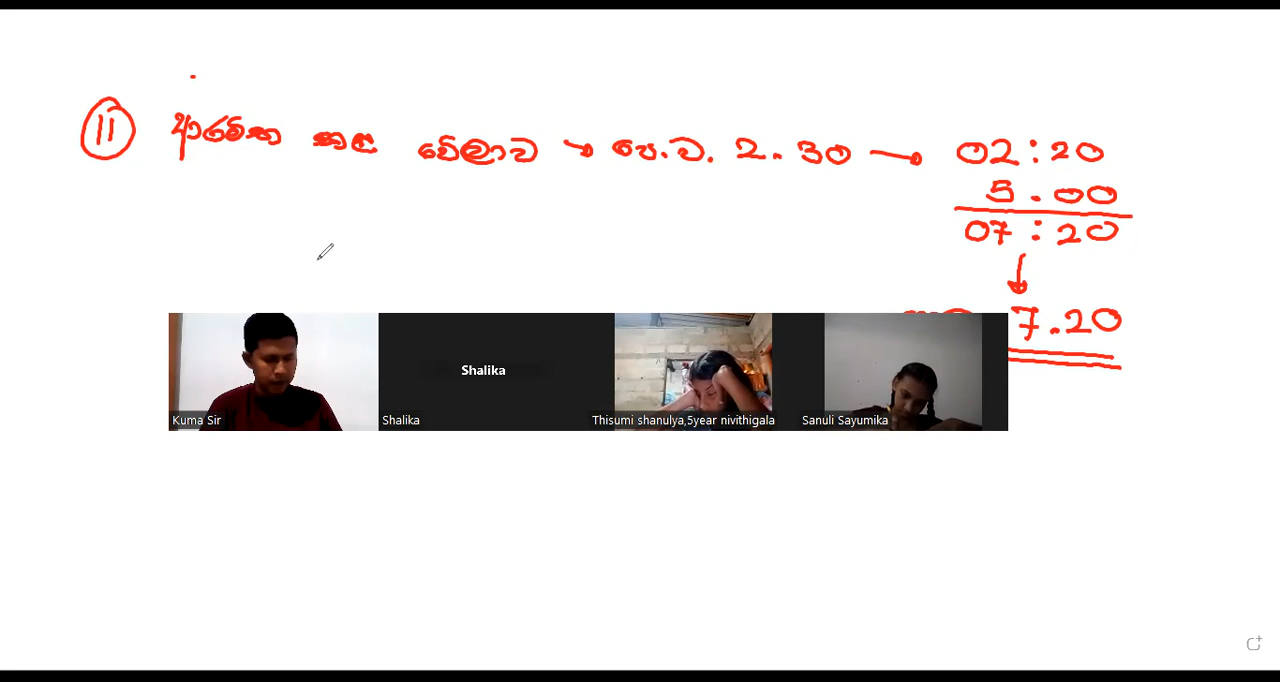 11 ආරම්භ කල වේලාව → පෙ.ව. 2.30 → 02:20
5.00
07:20
↓
7.20
Shalika
Kuma Sir
Shalika
Thisumi shanulya,5year nivithigala
Sanuli Sayumika